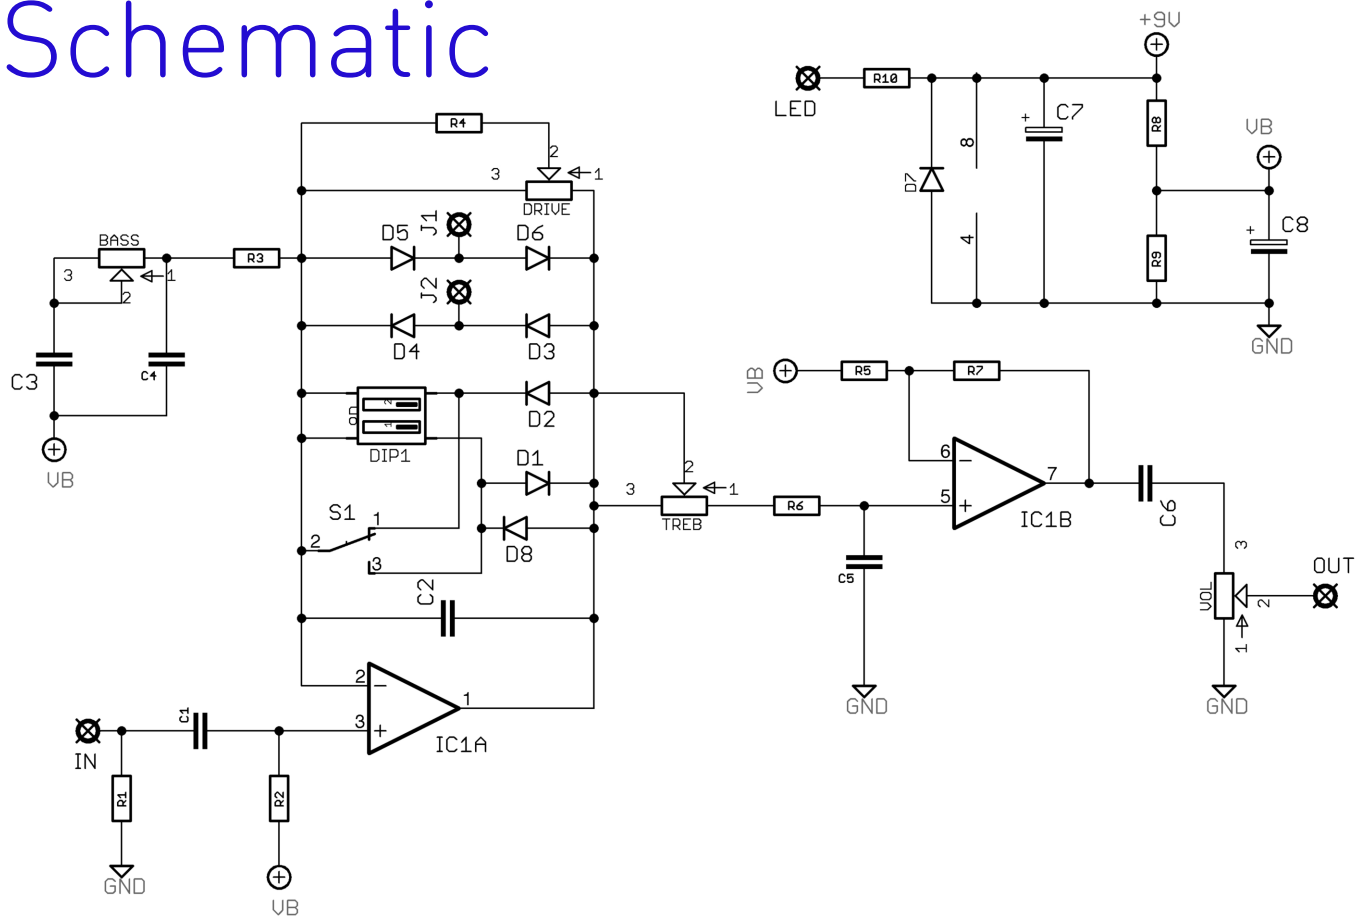 Schematic
+9V
LED
R10
C7
+
R8
VB
8
D7
4
R9
C8
+
GND
R4
2
3
1
DRIVE
BASS
3
1
2
R3
D5
J1
D6
J2
D4
D3
C3
C4
VB
ON
2
1
DIP1
D2
D1
D8
S1
1
2
3
C2
2
3
1
TREB
R6
C5
GND
VB
R5
R7
6
5
7
IC1B
C6
3
VOL
2
1
OUT
GND
2
3
1
IC1A
IN
C1
R1
R2
GND
VB